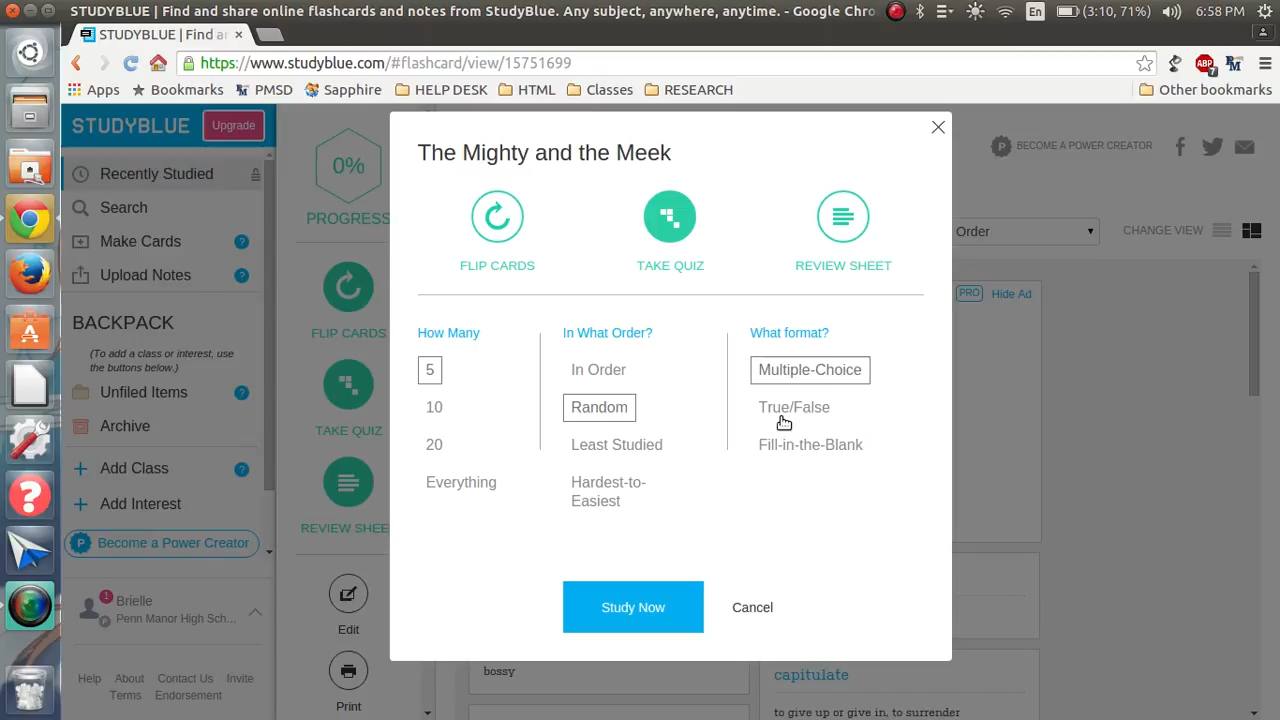 STUDYBLUE | Find and share online flashcards and notes from StudyBlue. Any subject, anywhere, anytime. - Google Chro
En
(3:10, 71%)
6:58 PM
STUDYBLUE | Find a
https://www.studyblue.com/#flashcard/view/15751699
ABP
7
Apps
Bookmarks
PMSD
Sapphire
HELP DESK
HTML
Classes
RESEARCH
Other bookmarks
STUDYBLUE
Upgrade
Recently Studied
Search
Make Cards
?
Upload Notes
?
BACKPACK
(To add a class or interest, use
the buttons below.)
Unfiled Items
?
Archive
Add Class
?
Add Interest
P
Become a Power Creator
1
Brielle
P
Penn Manor High Sch...
Help
About
Contact Us
Invite
Terms
Endorsement
0%
PROGRESS
FLIP CARDS
TAKE QUIZ
REVIEW SHEE
Edit
Print
The Mighty and the Meek
FLIP CARDS
TAKE QUIZ
REVIEW SHEET
How Many
5
10
20
Everything
In What Order?
In Order
Random
Least Studied
Hardest-to-
Easiest
What format?
Multiple-Choice
True/False
Fill-in-the-Blank
Study Now
Cancel
P
BECOME A POWER CREATOR
Order
CHANGE VIEW
PRO
Hide Ad
bossy
capitulate
to give up or give in, to surrender